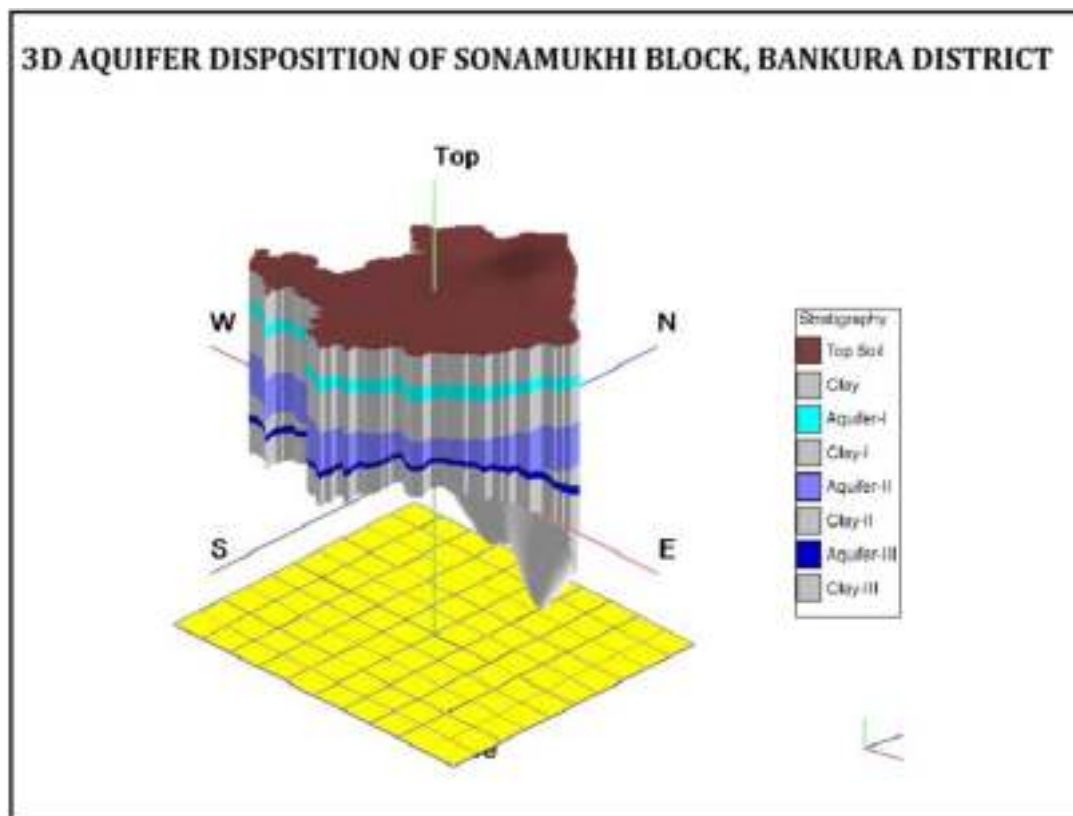 3D AQUIFER DISPOSITION OF SONAMUKHI BLOCK, BANKURA DISTRICT
Top
W
N
S
E
Stratigraphy
Top Soil
Clay
Aquifer-I
Clay-I
Aquifer-II
Clay-II
Aquifer-III
Clay-III